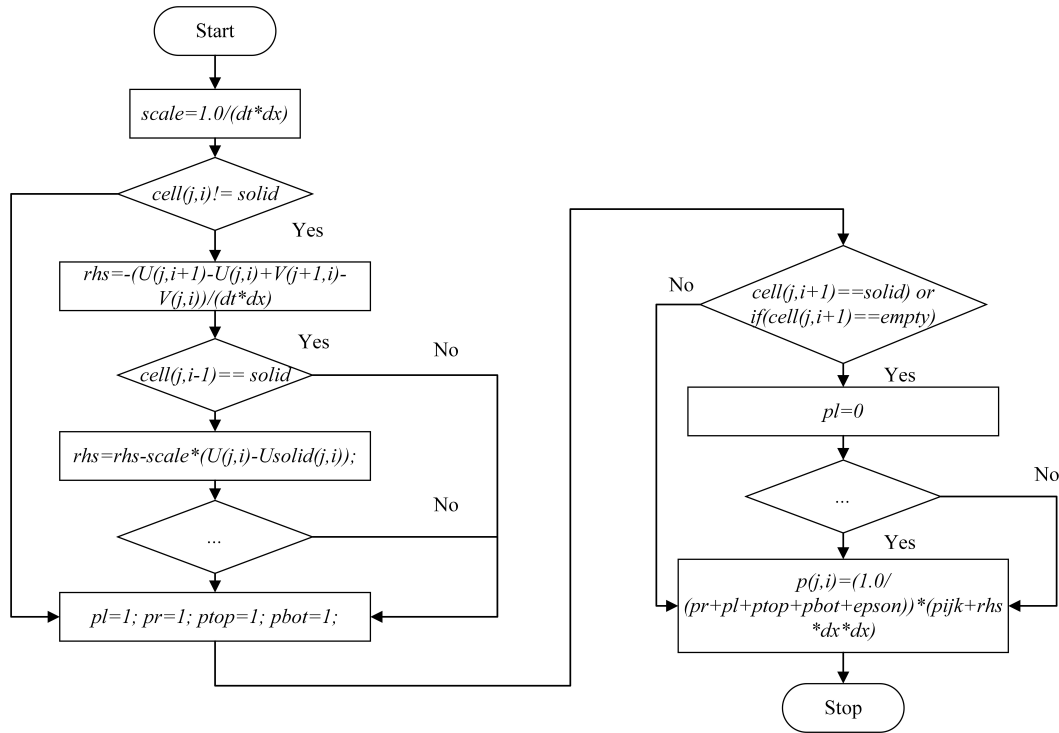 Start
scale=1.0/(dt*dx)
cell(j,i)!= solid
Yes
rhs=-(U(j,i+1)-U(j,i)+V(j+1,i)-
V(j,i))/(dt*dx)
Yes
No
cell(j,i-1)== solid
rhs=rhs-scale*(U(j,i)-Usolid(j,i));
No
...
pl=1; pr=1; ptop=1; pbot=1;
No
cell(j,i+1)==solid) or
if(cell(j,i+1)==empty)
Yes
pl=0
No
...
Yes
p(j,i)=(1.0/
(pr+pl+ptop+pbot+epson))*(pijk+rhs
*dx*dx)
Stop